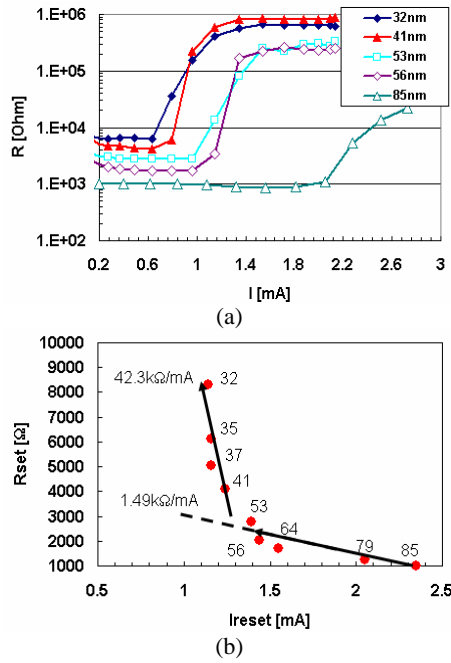 1.E+06
1.E+05
1.E+04
1.E+03
1.E+02
R [Ohm]
32nm
41nm
53nm
56nm
85nm
0.2 0.6 1 1.4 1.8 2.2 2.6 3
I [mA]
(a)
10000
9000
8000
7000
6000
5000
4000
3000
2000
1000
Rset [Ω]
42.3kΩ/mA
32
35
37
41
1.49kΩ/mA
53
64
56
79
85
0.5 1 1.5 2 2.5
Ireset [mA]
(b)